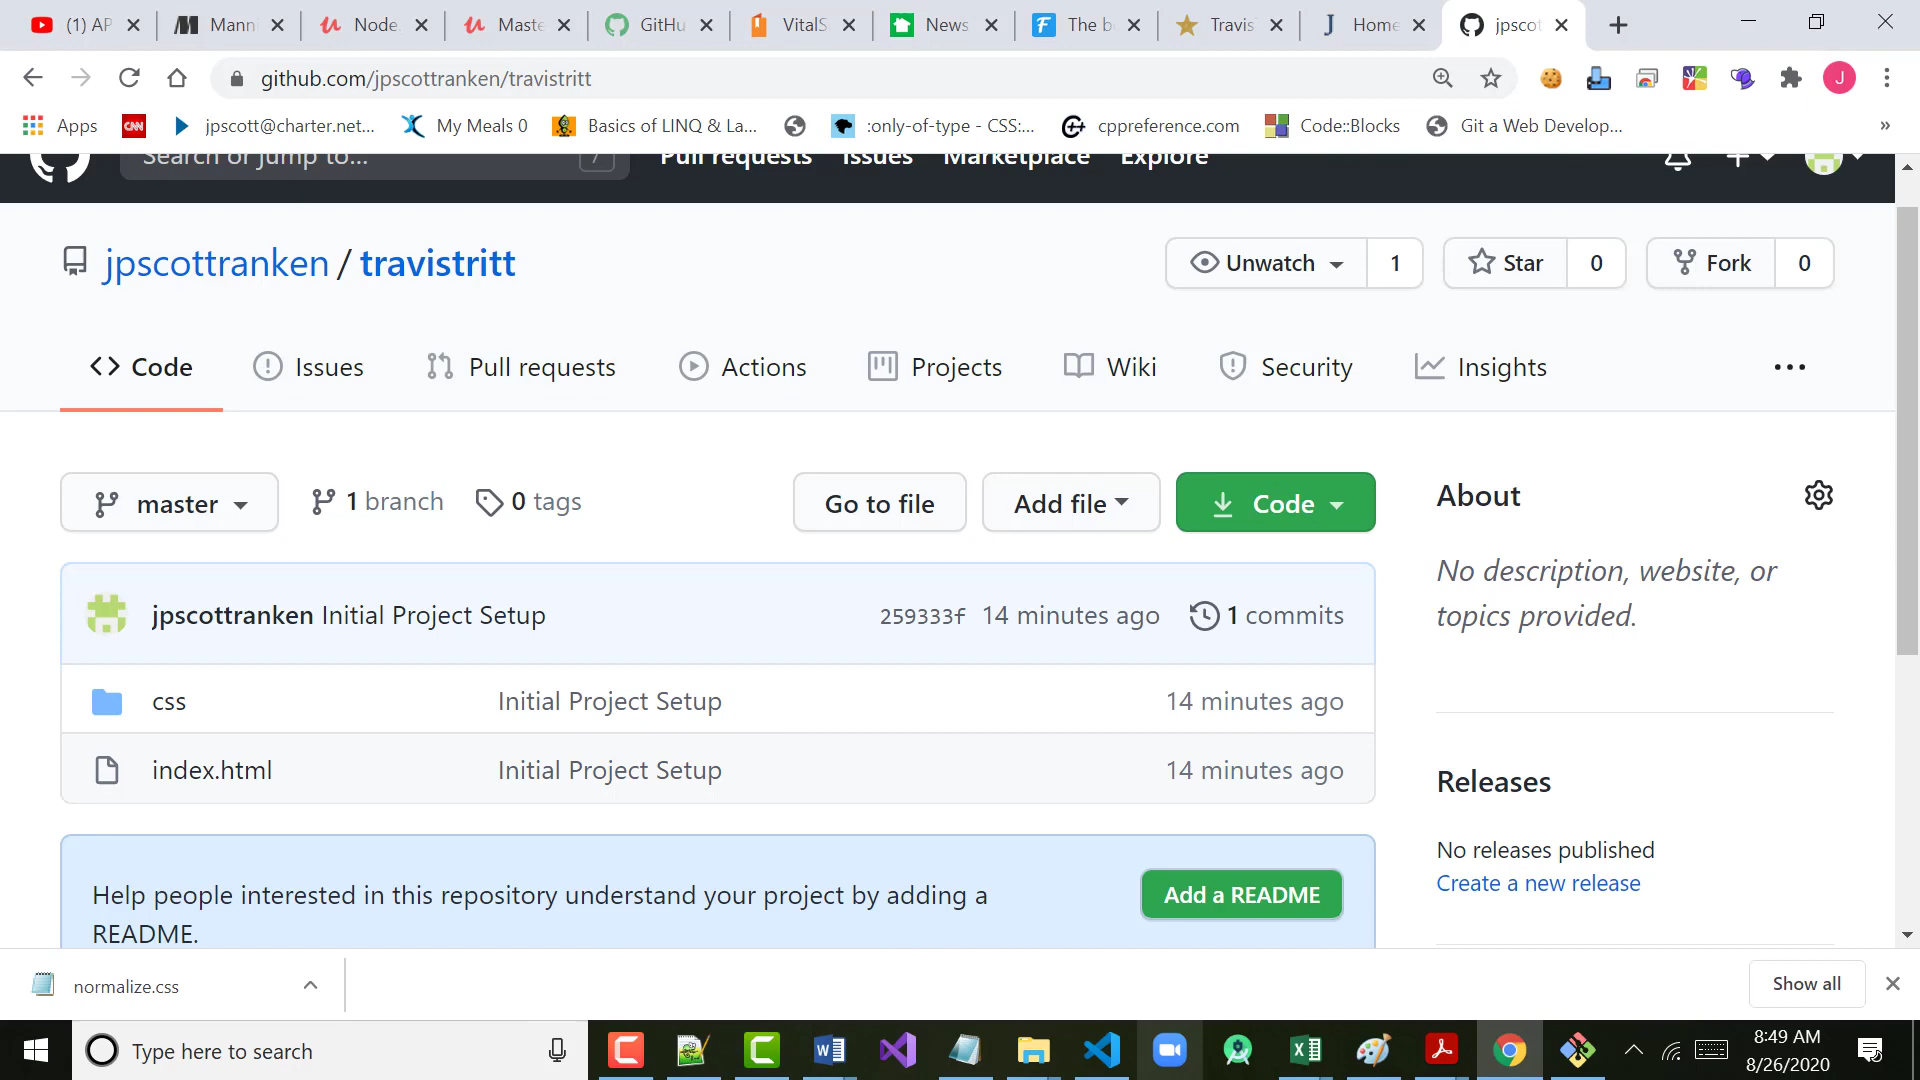 (1) AP
Manni
Node.
Maste
GitHu
VitalS
News
The b
Travis
Home
jpscot
github.com/jpscottranken/travistritt
J
Apps
CNN
jpscott@charter.net...
My Meals 0
Basics of LINQ & La...
:only-of-type - CSS:...
cppreference.com
Code::Blocks
Git a Web Develop...
»
Search or jump to...
/
Pull requests
Issues
Marketplace
Explore
jpscottranken / travistritt
Unwatch
1
Star
0
Fork
0
Code
Issues
Pull requests
Actions
Projects
Wiki
Security
Insights
master
1 branch
0 tags
Go to file
Add file
Code
About
No description, website, or
topics provided.
jpscottranken Initial Project Setup
259333f
14 minutes ago
1 commits
css
Initial Project Setup
14 minutes ago
index.html
Initial Project Setup
14 minutes ago
Releases
No releases published
Create a new release
Help people interested in this repository understand your project by adding a
README.
Add a README
normalize.css
Show all
Type here to search
8:49 AM
8/26/2020